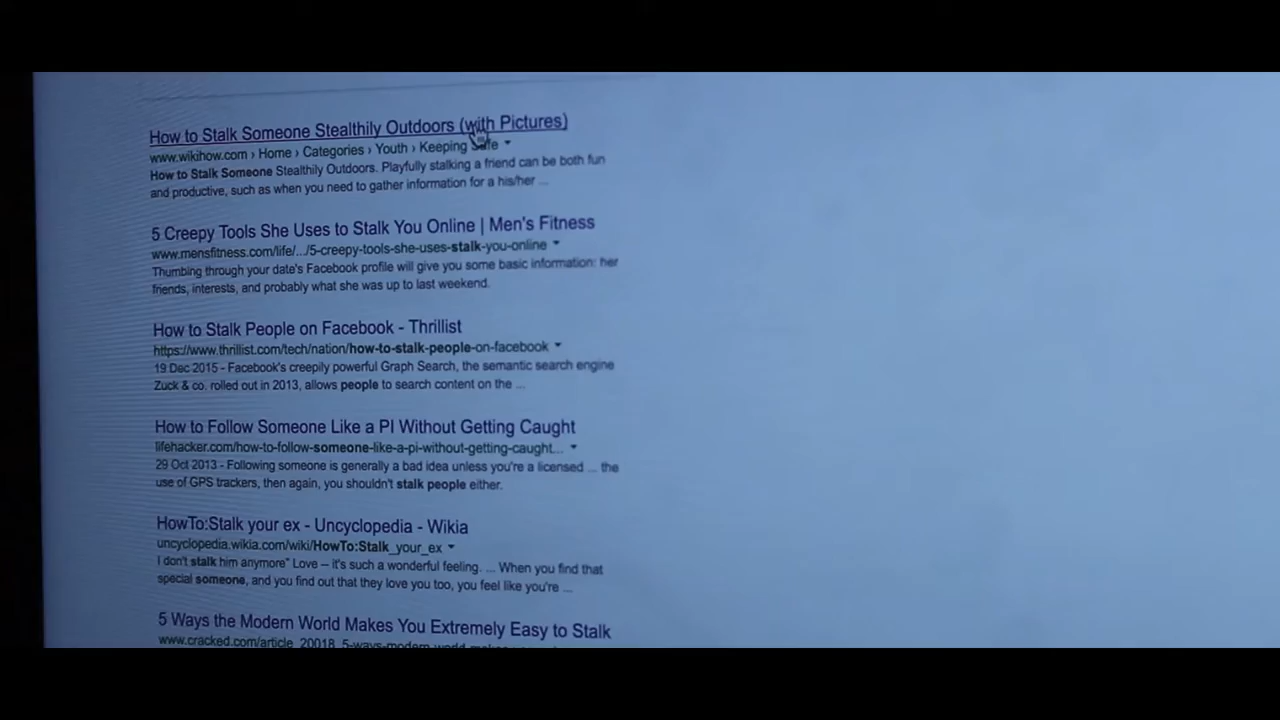 How to Stalk Someone Stealthily Outdoors (with Pictures)
www.wikihow.com › Home › Categories › Youth › Keeping Safe
How to Stalk Someone Stealthily Outdoors. Playfully stalking a friend can be both fun
and productive, such as when you need to gather information for a his/her ...
5 Creepy Tools She Uses to Stalk You Online | Men's Fitness
www.mensfitness.com/life/.../5-creepy-tools-she-uses-stalk-you-online
Thumbing through your date's Facebook profile will give you some basic information: her
friends, interests, and probably what she was up to last weekend.
How to Stalk People on Facebook - Thrillist
https://www.thrillist.com/tech/nation/how-to-stalk-people-on-facebook
19 Dec 2015 - Facebook's creepily powerful Graph Search, the semantic search engine
Zuck & co. rolled out in 2013, allows people to search content on the ...
How to Follow Someone Like a PI Without Getting Caught
lifehacker.com/how-to-follow-someone-like-a-pi-without-getting-caught...
29 Oct 2013 - Following someone is generally a bad idea unless you're a licensed ... the
use of GPS trackers, then again, you shouldn't stalk people either.
HowTo:Stalk your ex - Uncyclopedia - Wikia
uncyclopedia.wikia.com/wiki/HowTo:Stalk_your_ex
I don't stalk him anymore" Love – it's such a wonderful feeling. ... When you find that
special someone, and you find out that they love you too, you feel like you're ...
5 Ways the Modern World Makes You Extremely Easy to Stalk
www.cracked.com/article_20018_5-ways-modern-world-makes